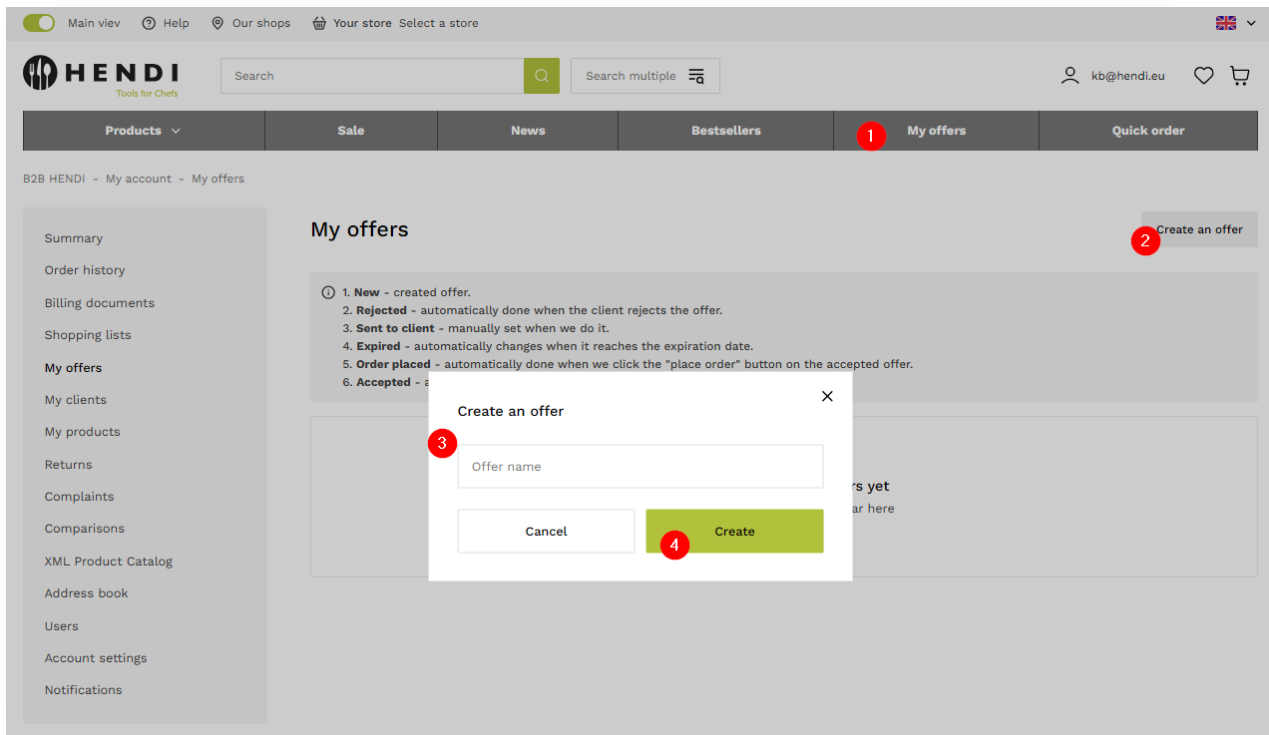 Main viev Help Our shops Your store Select a store
HENDI
Tools for Chefs
Search
Search multiple
kb@hendi.eu
Products Sale News Bestsellers 1 My offers Quick order
B2B HENDI - My account - My offers
Summary
Order history
Billing documents
Shopping lists
My offers
My clients
My products
Returns
Complaints
Comparisons
XML Product Catalog
Address book
Users
Account settings
Notifications
My offers
2 Create an offer
1. New - created offer.
2. Rejected - automatically done when the client rejects the offer.
3. Sent to client - manually set when we do it.
4. Expired - automatically changes when it reaches the expiration date.
5. Order placed - automatically done when we click the "place order" button on the accepted offer.
6. Accepted -
Create an offer
3
Offer name
Cancel
4 Create
yet
here